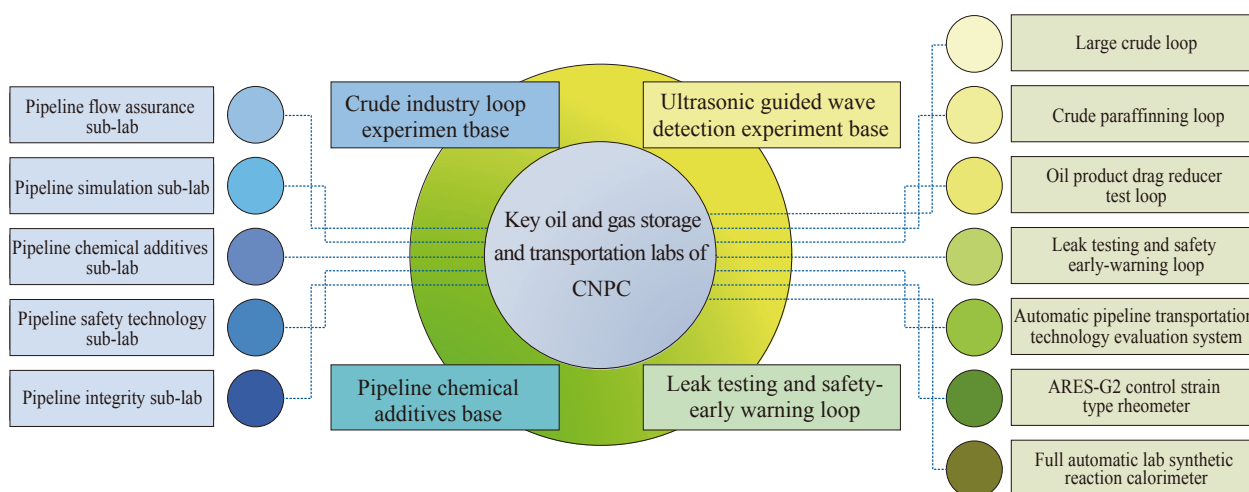 Pipeline flow assurance
sub-lab
Pipeline simulation sub-lab
Pipeline chemical additives
sub-lab
Pipeline safety technology
sub-lab
Pipeline integrity sub-lab
Crude industry loop
experimen tbase
Ultrasonic guided wave
detection experiment base
Key oil and gas storage
and transportation labs of
CNPC
Pipeline chemical
additives base
Leak testing and safety-
early warning loop
Large crude loop
Crude paraffinning loop
Oil product drag reducer
test loop
Leak testing and safety
early-warning loop
Automatic pipeline transportation
technology evaluation system
ARES-G2 control strain
type rheometer
Full automatic lab synthetic
reaction calorimeter